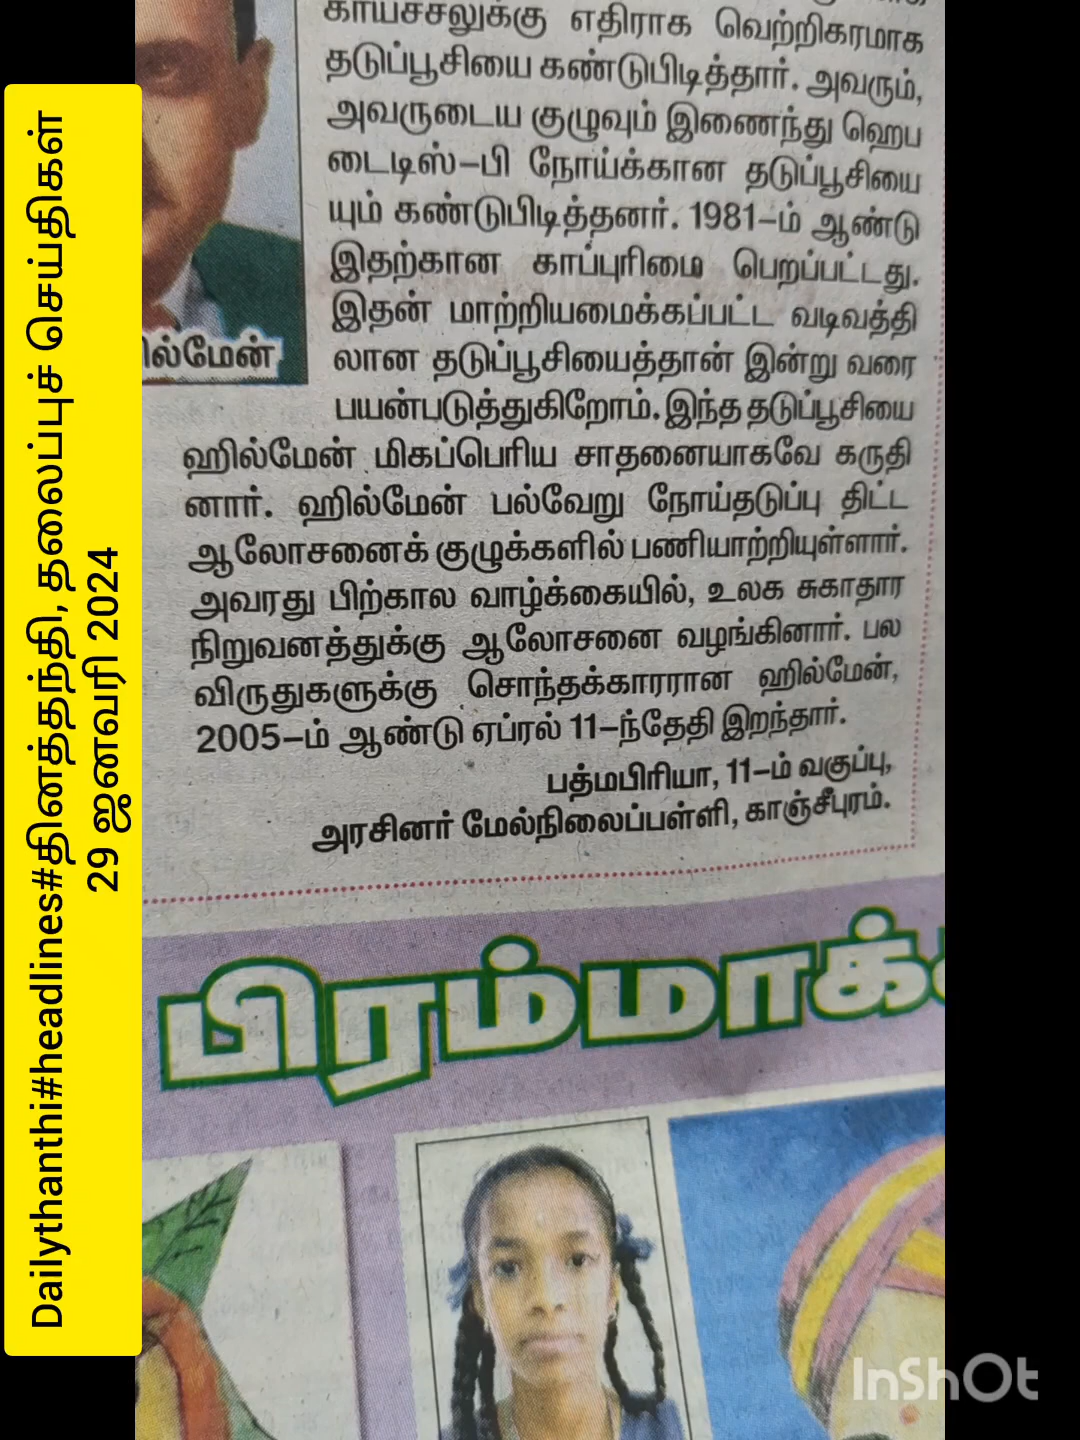 Dailythanthi#headlines#தினத்தந்தி,தலைப்புச் செய்திகள்
29 ஜனவரி 2024
காய்ச்சலுக்கு எதிராக வெற்றிகரமாக
தடுப்பூசியை கண்டுபிடித்தார். அவரும்,
அவருடைய குழுவும் இணைந்து ஹெப
டைடிஸ்-பி நோய்க்கான தடுப்பூசியை
யும் கண்டுபிடித்தனர். 1981-ம் ஆண்டு
இதற்கான காப்புரிமை பெறப்பட்டது.
இதன் மாற்றியமைக்கப்பட்ட வடிவத்தி
லான தடுப்பூசியைத்தான் இன்று வரை
பயன்படுத்துகிறோம். இந்த தடுப்பூசியை
ஹில்மேன் மிகப்பெரிய சாதனையாகவே கருதி
னார். ஹில்மேன் பல்வேறு நோய்தடுப்பு திட்ட
ஆலோசனைக் குழுக்களில் பணியாற்றியுள்ளார்.
அவரது பிற்கால வாழ்க்கையில், உலக சுகாதார
நிறுவனத்துக்கு ஆலோசனை வழங்கினார். பல
விருதுகளுக்கு சொந்தக்காரரான ஹில்மேன்,
2005-ம் ஆண்டு ஏப்ரல் 11-ந்தேதி இறந்தார்.
பத்மபிரியா, 11-ம் வகுப்பு,
அரசினர் மேல்நிலைப்பள்ளி, காஞ்சீபுரம்.
ில்மேன்
பிரம்மாக்
InShOt